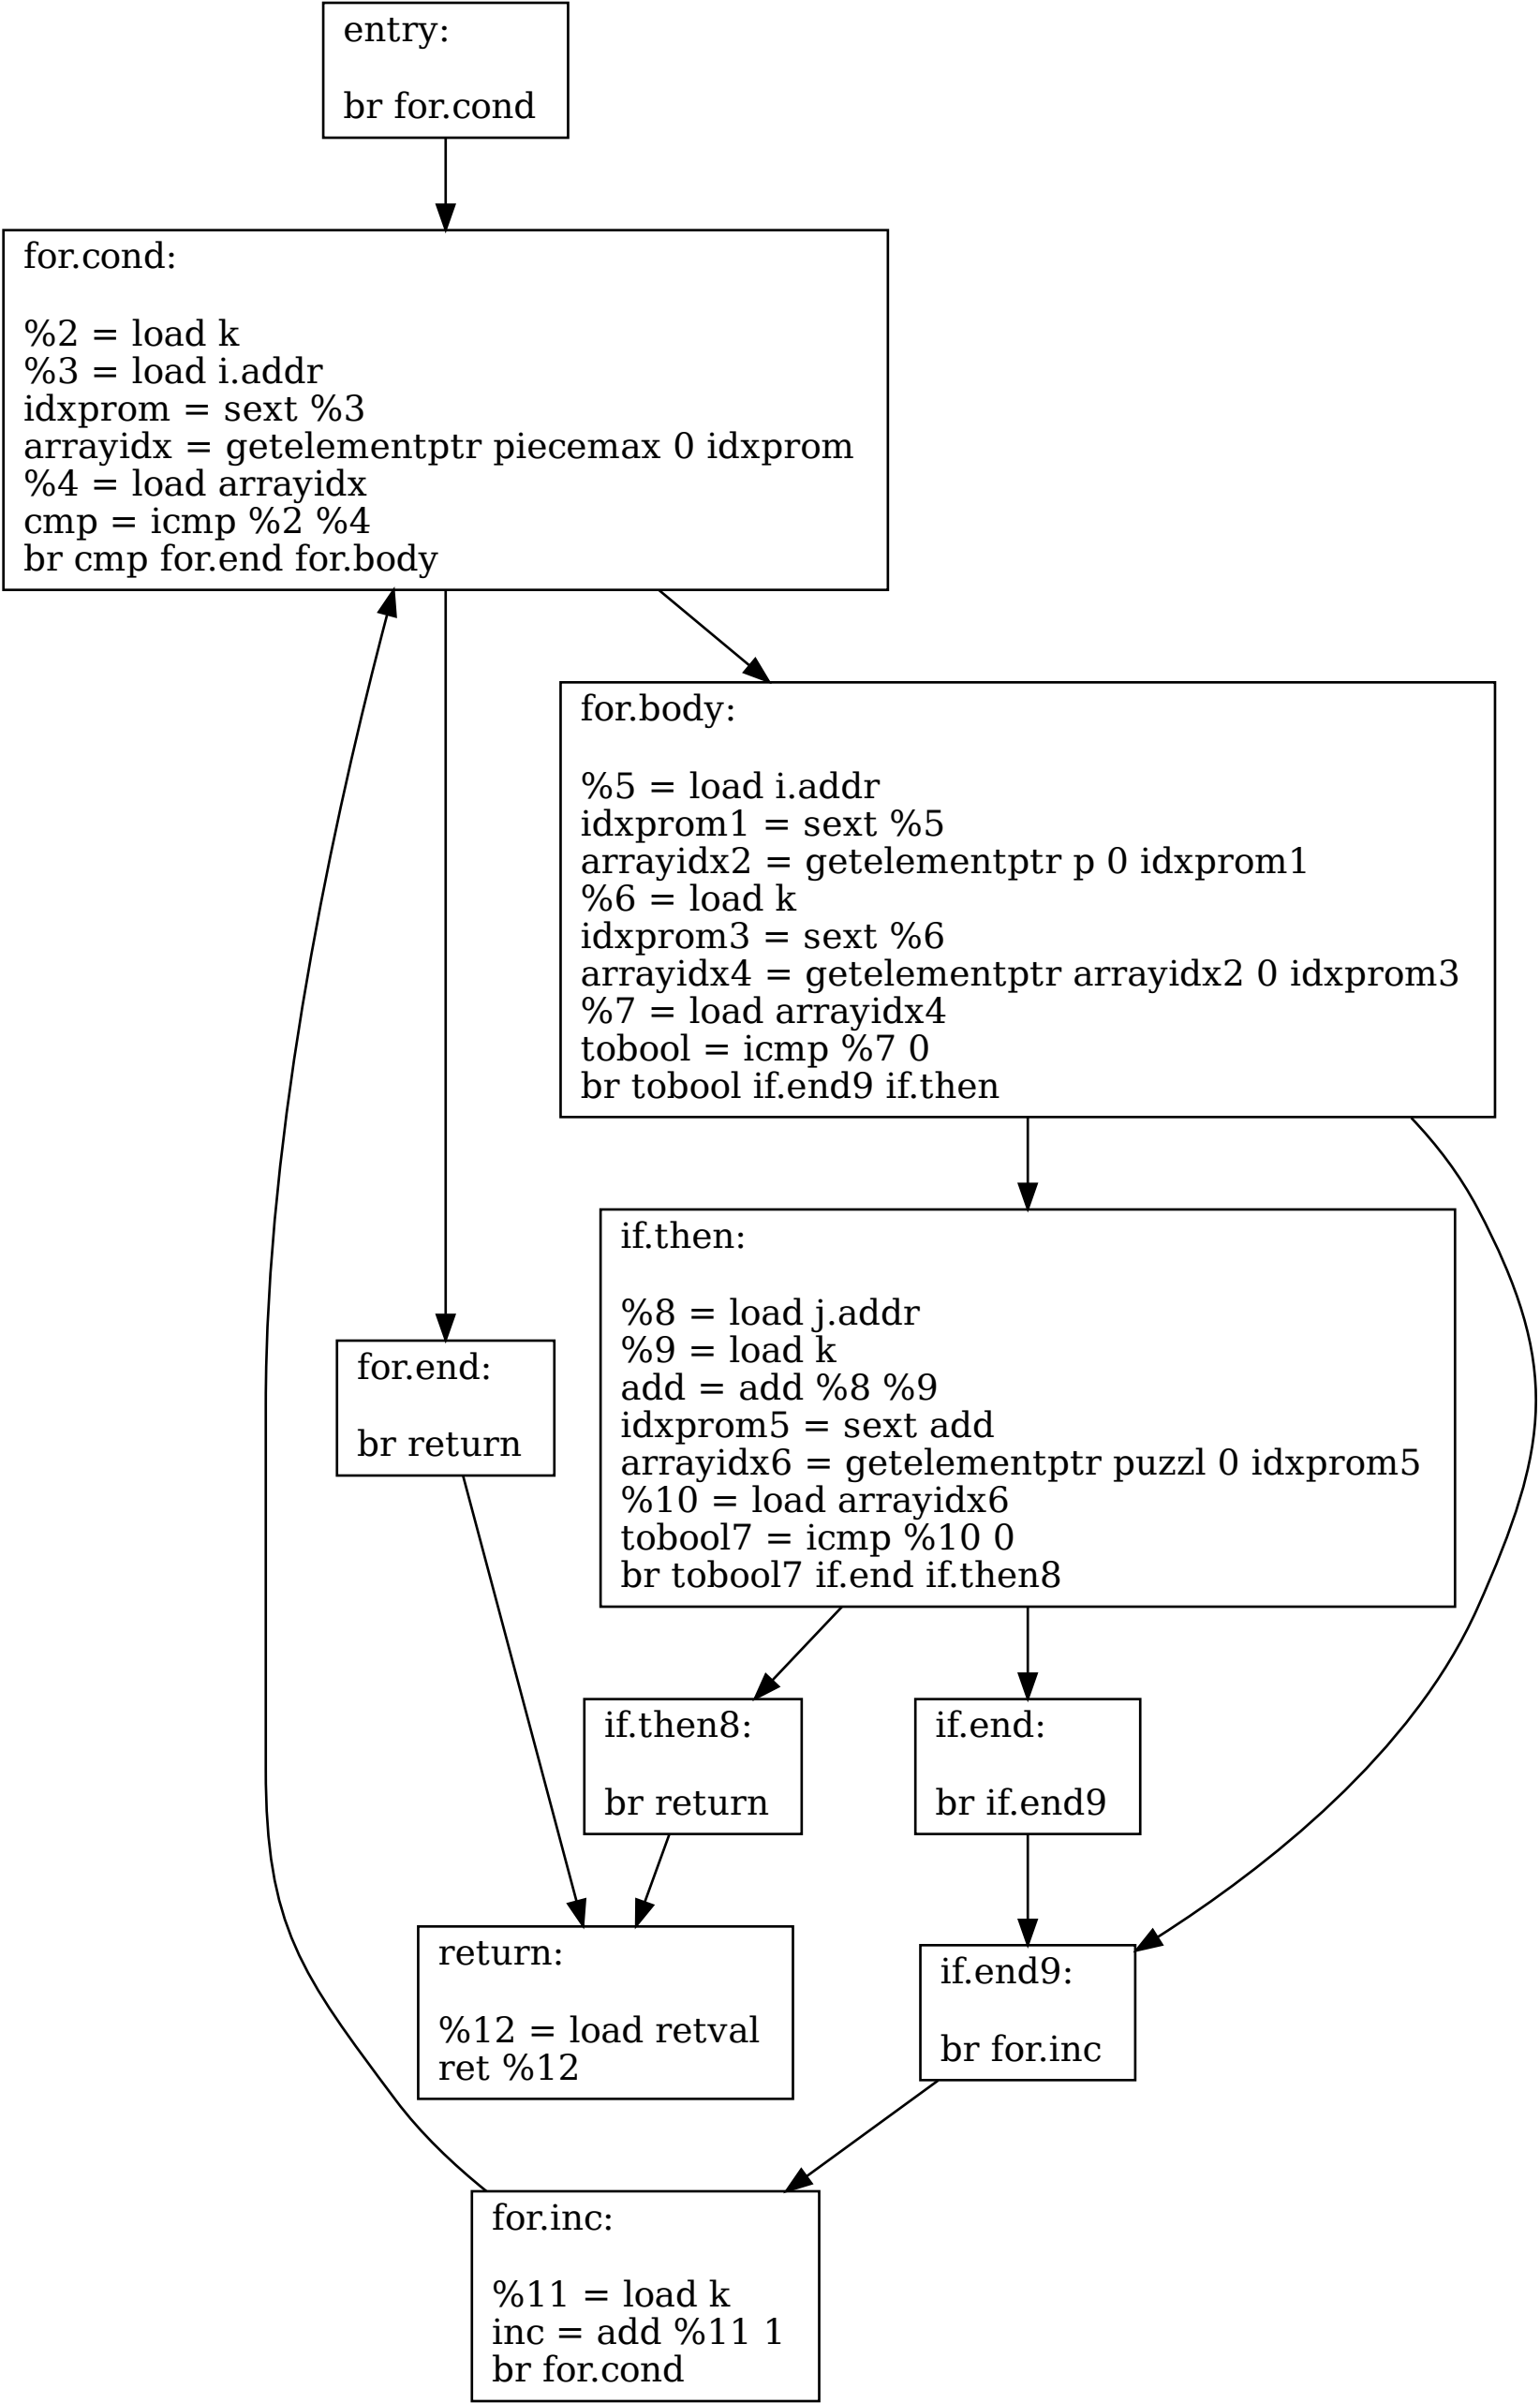 entry:
br for.cond
for.cond:
%2 = load k
%3 = load i.addr
idxprom = sext %3
arrayidx = getelementptr piecemax 0 idxprom
%4 = load arrayidx
cmp = icmp %2 %4
br cmp for.end for.body
for.body:
%5 = load i.addr
idxprom1 = sext %5
arrayidx2 = getelementptr p 0 idxprom1
%6 = load k
idxprom3 = sext %6
arrayidx4 = getelementptr arrayidx2 0 idxprom3
%7 = load arrayidx4
tobool = icmp %7 0
br tobool if.end9 if.then
if.then:
%8 = load j.addr
%9 = load k
add = add %8 %9
idxprom5 = sext add
arrayidx6 = getelementptr puzzl 0 idxprom5
%10 = load arrayidx6
tobool7 = icmp %10 0
br tobool7 if.end if.then8
for.end:
br return
if.then8:
br return
if.end:
br if.end9
return:
%12 = load retval
ret %12
if.end9:
br for.inc
for.inc:
%11 = load k
inc = add %11 1
br for.cond